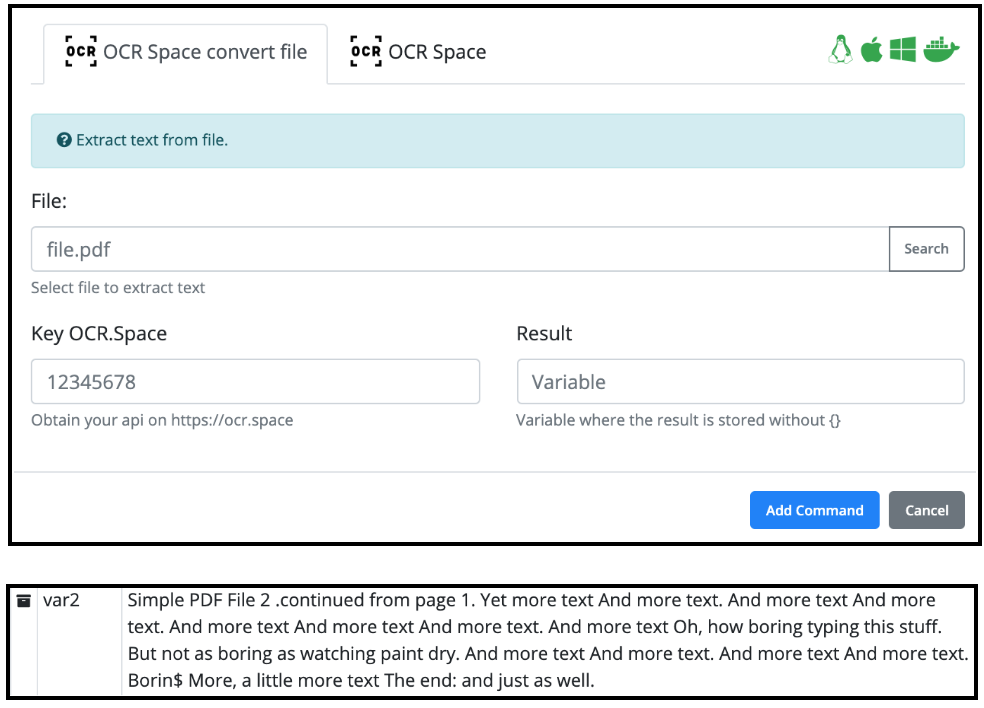 OCR OCR Space convert file
OCR OCR Space
Extract text from file.
File:
file.pdf
Search
Select file to extract text
Key OCR.Space
Result
12345678
Variable
Obtain your api on https://ocr.space
Variable where the result is stored without {}
Add Command
Cancel
var2
Simple PDF File 2 .continued from page 1. Yet more text And more text. And more text And more
text. And more text And more text And more text. And more text Oh, how boring typing this stuff.
But not as boring as watching paint dry. And more text And more text. And more text And more text.
Borin$ More, a little more text The end: and just as well.